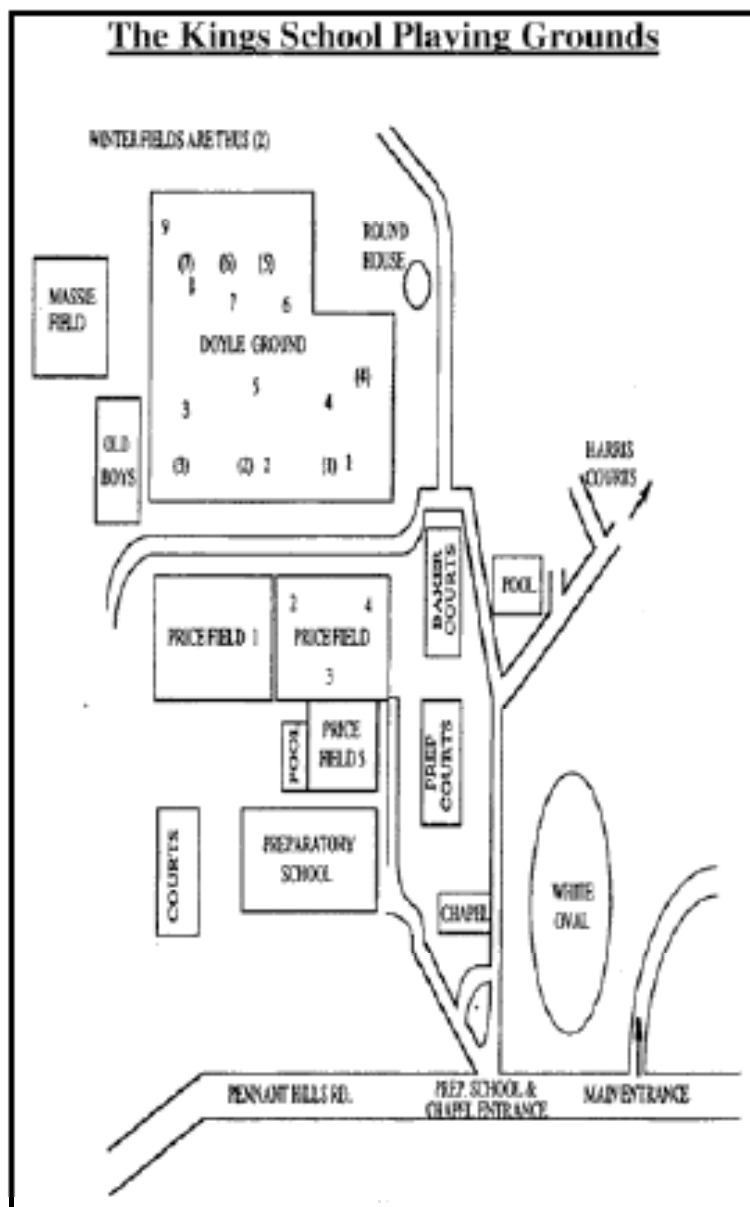 The Kings School Playing Grounds
WINTER FIELDS ARE THUS (2)
ROUND
HOUSE
MASSIE
FIELD
9
(7) (6) (5)
8
7
6
DOYLE GROUND
5
(4)
3
4
(3) (2) 2 (1) 1
OLD
BOYS
HARRIS
COURTS
BAKER
COURTS
POOL
PRICE FIELD 1
2 4
PRICE FIELD
3
POOL
PRICE
FIELD 5
PREP
COURTS
COURTS
PREPARATORY
SCHOOL
CHAPEL
WHITE
OVAL
PENNANT HILLS RD.
PREP. SCHOOL &
CHAPEL ENTRANCE
MAIN ENTRANCE